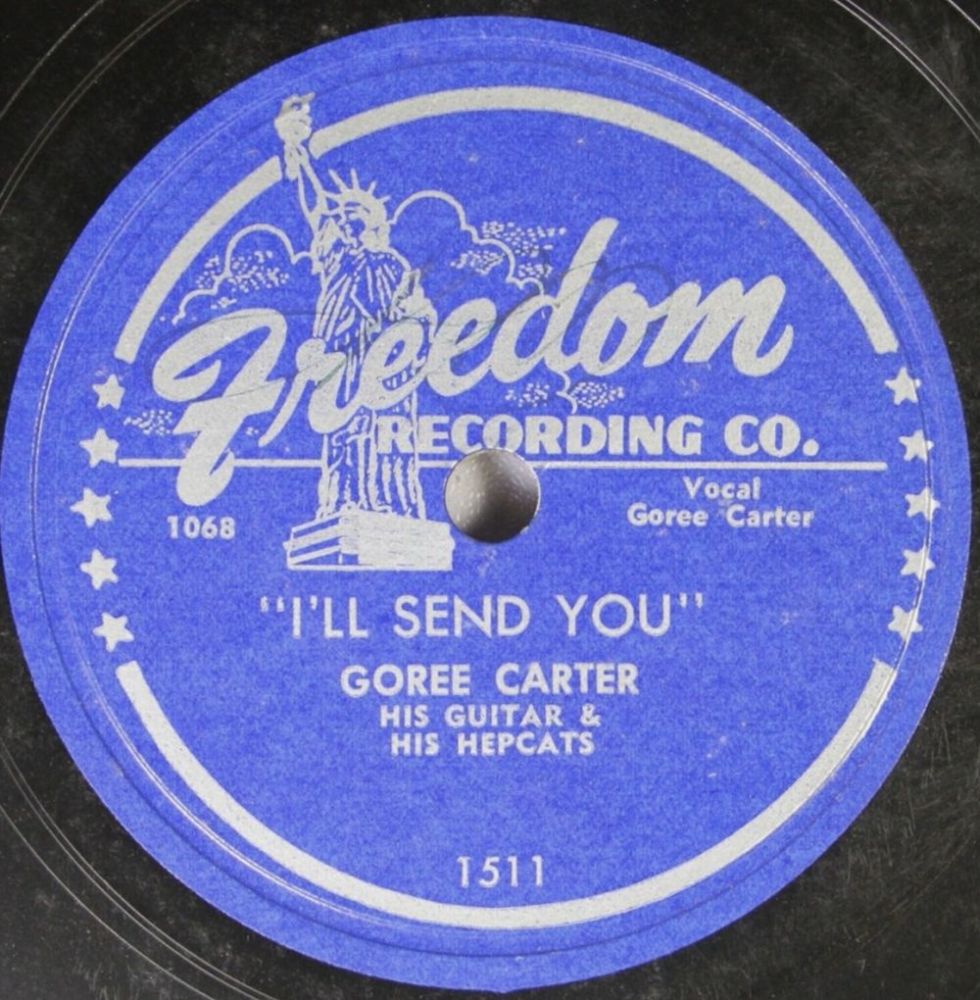 Freedom
RECORDING CO.
1068
Vocal
Goree Carter
"I'LL SEND YOU"
GOREE CARTER
HIS GUITAR &
HIS HEPCATS
1511